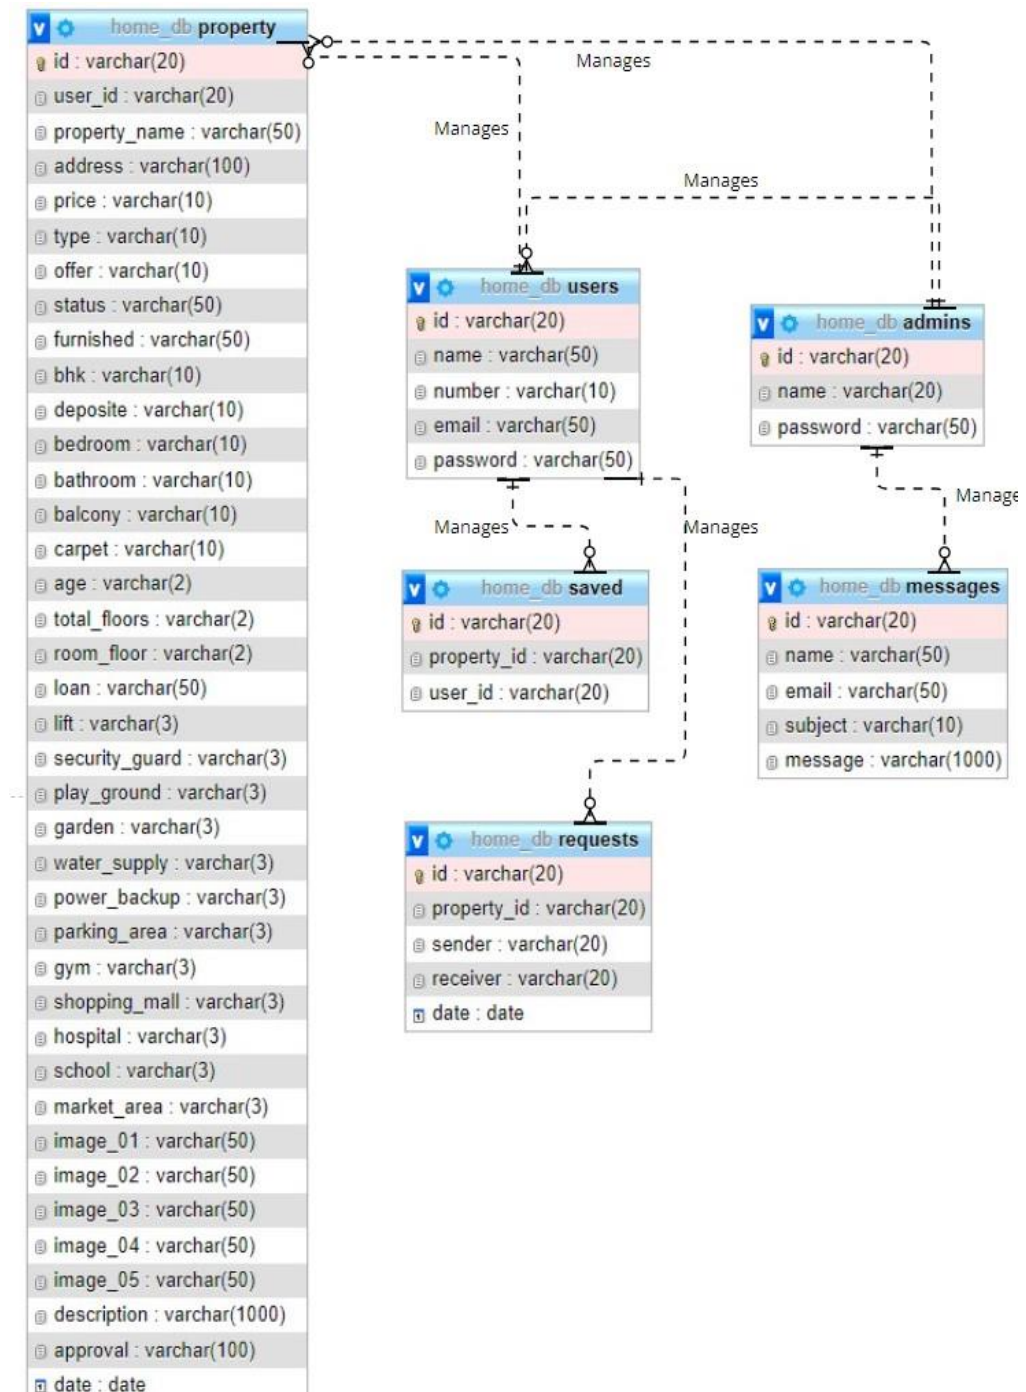 home_db property
id : varchar(20)
user_id : varchar(20)
property_name : varchar(50)
address : varchar(100)
price : varchar(10)
type : varchar(10)
offer : varchar(10)
status : varchar(50)
furnished : varchar(50)
bhk : varchar(10)
deposite : varchar(10)
bedroom : varchar(10)
bathroom : varchar(10)
balcony : varchar(10)
carpet : varchar(10)
age : varchar(2)
total_floors : varchar(2)
room_floor : varchar(2)
loan : varchar(50)
lift : varchar(3)
security_guard : varchar(3)
play_ground : varchar(3)
garden : varchar(3)
water_supply : varchar(3)
power_backup : varchar(3)
parking_area : varchar(3)
gym : varchar(3)
shopping_mall : varchar(3)
hospital : varchar(3)
school : varchar(3)
market_area : varchar(3)
image_01 : varchar(50)
image_02 : varchar(50)
image_03 : varchar(50)
image_04 : varchar(50)
image_05 : varchar(50)
description : varchar(1000)
approval : varchar(100)
date : date
Manages
Manages
Manages
home_db users
id : varchar(20)
name : varchar(50)
number : varchar(10)
email : varchar(50)
password : varchar(50)
home_db admins
id : varchar(20)
name : varchar(20)
password : varchar(50)
Manages
Manages
Manage
home_db saved
id : varchar(20)
property_id : varchar(20)
user_id : varchar(20)
home_db messages
id : varchar(20)
name : varchar(50)
email : varchar(50)
subject : varchar(10)
message : varchar(1000)
home_db requests
id : varchar(20)
property_id : varchar(20)
sender : varchar(20)
receiver : varchar(20)
date : date